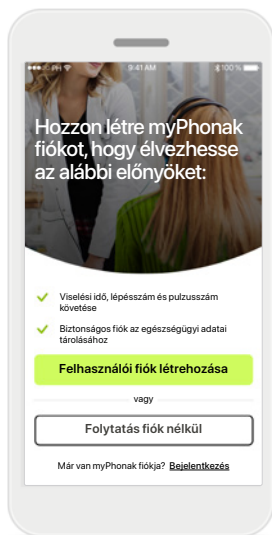 9:41 AM
100%
Hozzon létre myPhonak
fiókot, hogy élvezhesse
az alábbi előnyöket:
Viselési idő, lépésszám és pulzusszám
követése
Biztonságos fiók az egészségügyi adatai
tárolásához
Felhasználói fiók létrehozása
vagy
Folytatás fiók nélkül
Már van myPhonak fiókja? Bejelentkezés